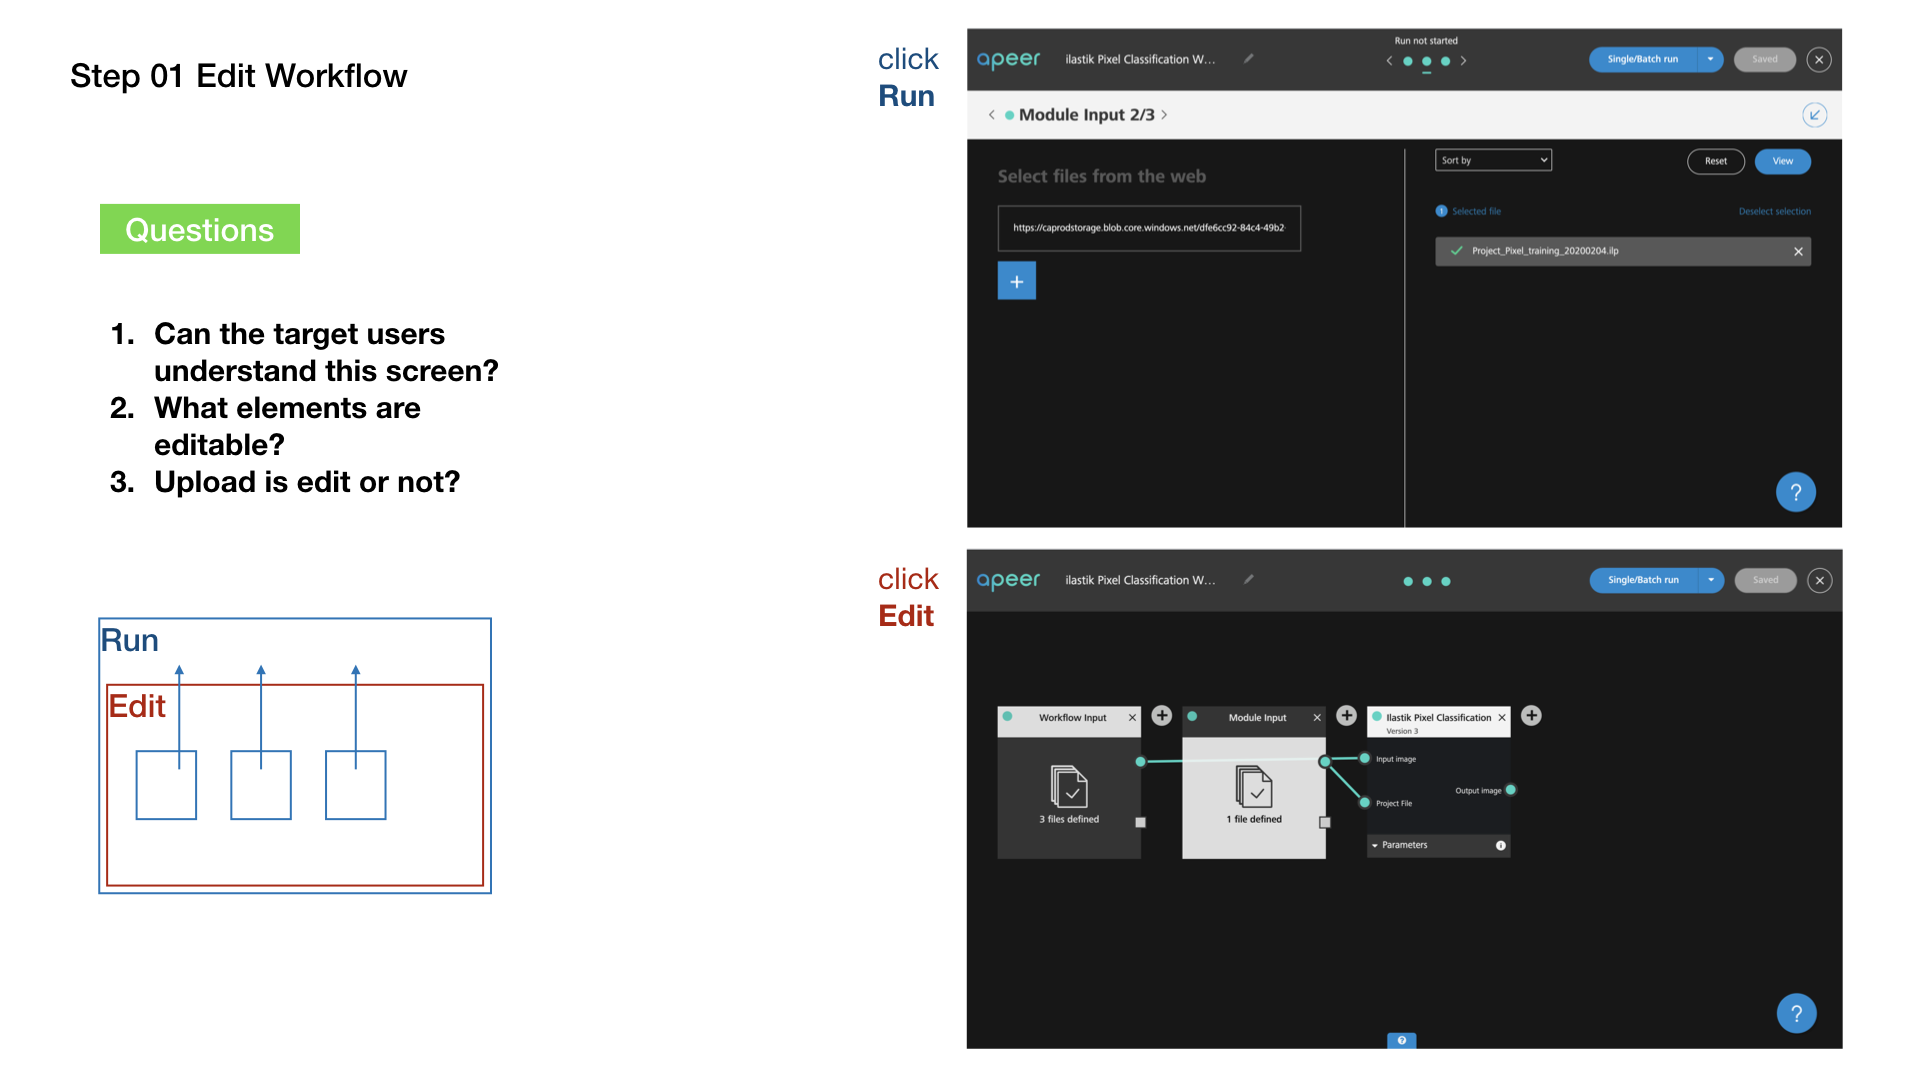 Step 01 Edit Workflow
Questions
1. Can the target users
understand this screen?
2. What elements are
editable?
3. Upload is edit or not?
Run
Edit
click
Run
apeer
ilastik Pixel Classification W...
Run not started
Single/Batch run
Saved
Module Input 2/3
Select files from the web
https://caprodstorage.blob.core.windows.net/dfe6cc92-84c4-49b2-
Sort by
Reset
View
1 Selected file
Deselect selection
Project_Pixel_training_20200204.ilp
?
click
Edit
apeer
ilastik Pixel Classification W...
Single/Batch run
Saved
Workflow Input
3 files defined
Module Input
1 file defined
Ilastik Pixel Classification
Version 3
Input image
Output image
Project File
Parameters
?
?